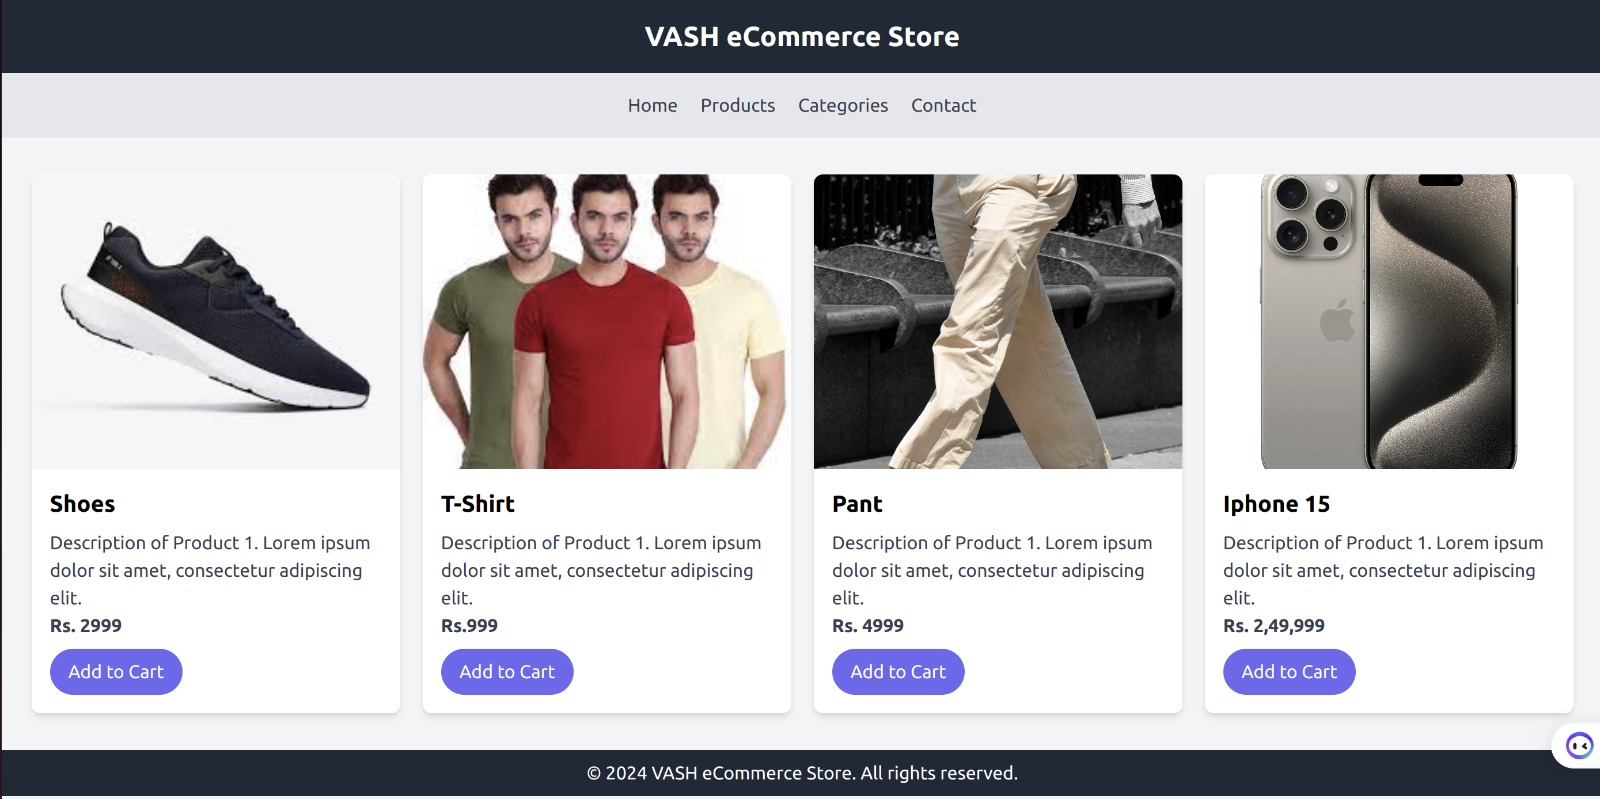 VASH eCommerce Store
Home Products Categories Contact
Shoes
Description of Product 1. Lorem ipsum
dolor sit amet, consectetur adipiscing
elit.
Rs. 2999
Add to Cart
T-Shirt
Description of Product 1. Lorem ipsum
dolor sit amet, consectetur adipiscing
elit.
Rs.999
Add to Cart
Pant
Description of Product 1. Lorem ipsum
dolor sit amet, consectetur adipiscing
elit.
Rs. 4999
Add to Cart
Iphone 15
Description of Product 1. Lorem ipsum
dolor sit amet, consectetur adipiscing
elit.
Rs. 2,49,999
Add to Cart
© 2024 VASH eCommerce Store. All rights reserved.